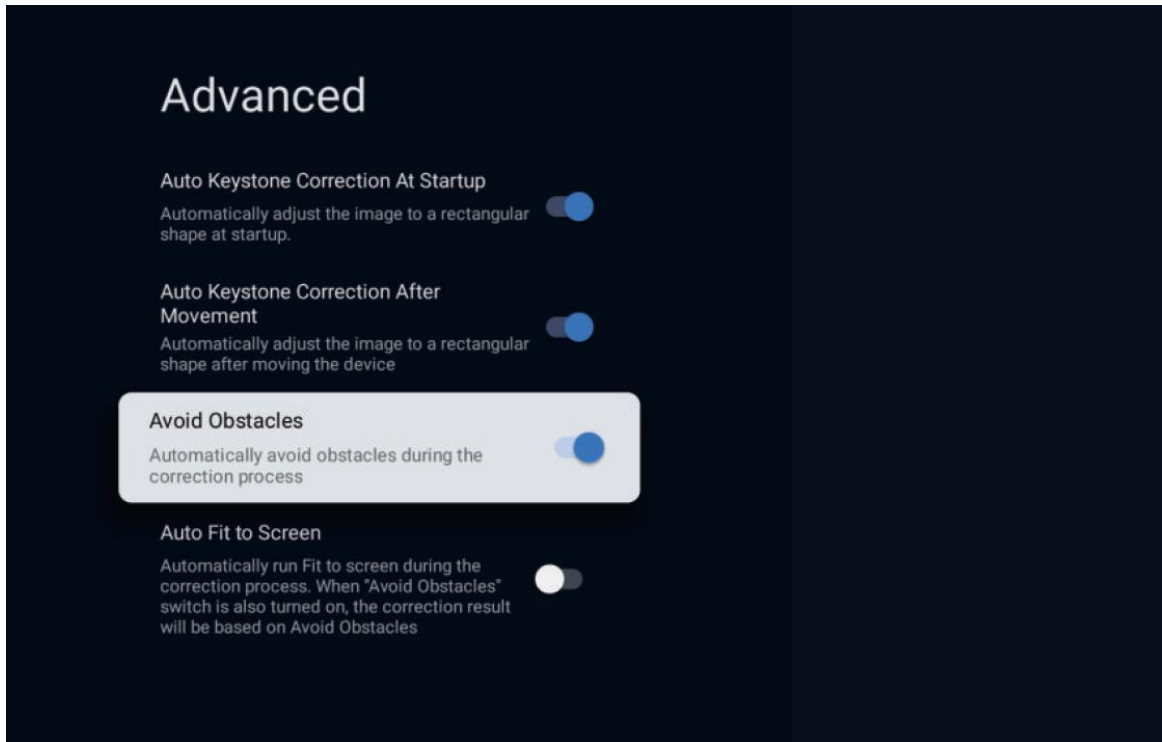 Advanced
Auto Keystone Correction At Startup
Automatically adjust the image to a rectangular
shape at startup.
Auto Keystone Correction After
Movement
Automatically adjust the image to a rectangular
shape after moving the device
Avoid Obstacles
Automatically avoid obstacles during the
correction process
Auto Fit to Screen
Automatically run Fit to screen during the
correction process. When "Avoid Obstacles"
switch is also turned on, the correction result
will be based on Avoid Obstacles